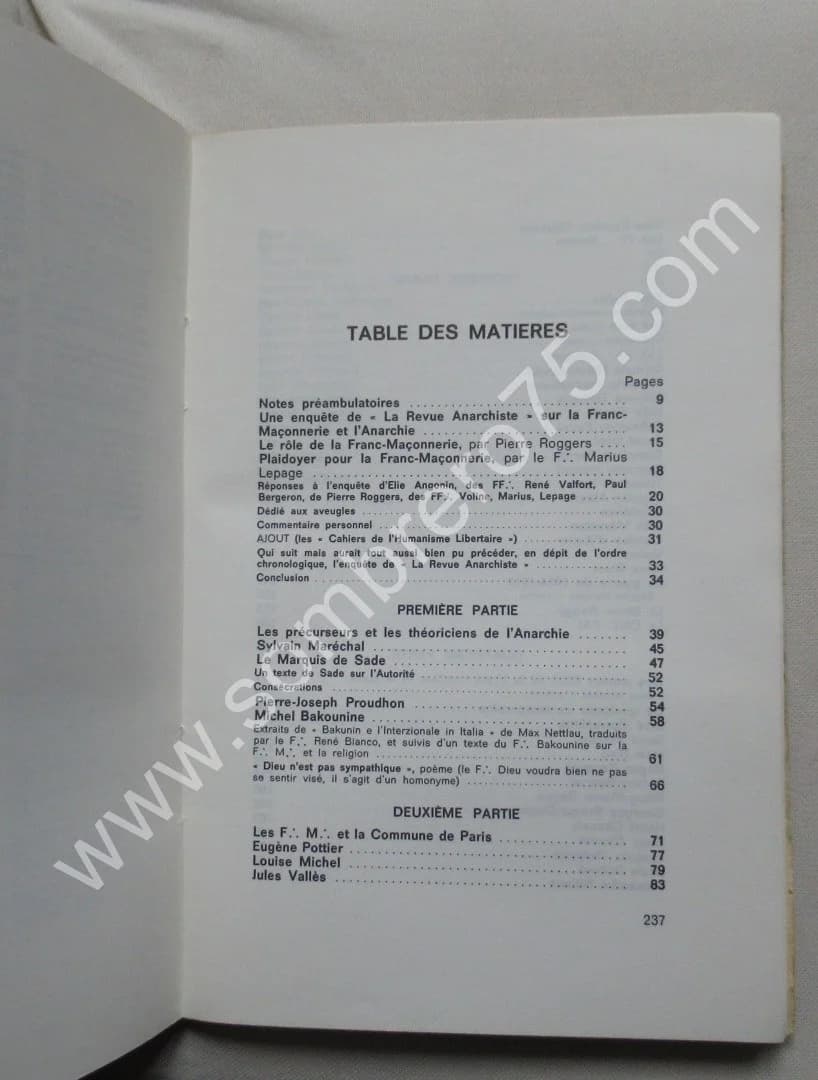 TABLE DES MATIERES
Pages
Notes préambulatoires 9
Une enquête de « La Revue Anarchiste » sur la Franc-
Maçonnerie et l'Anarchie 13
Le rôle de la Franc-Maçonnerie, par Pierre Roggers 15
Plaidoyer pour la Franc-Maçonnerie, par le F∴ Marius
Lepage 18
Réponses à l'enquête d'Elie Angonin, des FF∴ René Valfort, Paul
Bergeron, de Pierre Roggers, des FF∴ Voline, Marius, Lepage 20
Dédié aux aveugles 30
Commentaire personnel 30
AJOUT (les « Cahiers de l'Humanisme Libertaire ») 31
Qui suit mais aurait tout aussi bien pu précéder, en dépit de l'ordre
chronologique, l'enquête de « La Revue Anarchiste » 33
Conclusion 34
PREMIÈRE PARTIE
Les précurseurs et les théoriciens de l'Anarchie 39
Sylvain Maréchal 45
Le Marquis de Sade 47
Un texte de Sade sur l'Autorité 52
Consécrations 52
Pierre-Joseph Proudhon 54
Michel Bakounine 58
Extraits de « Bakunin e l'Interzionale in Italia » de Max Nettlau, traduits
par le F∴ René Bianco, et suivis d'un texte du F∴ Bakounine sur la
F∴ M∴ et la religion 61
« Dieu n'est pas sympathique », poème (le F∴ Dieu voudra bien ne pas
se sentir visé, il s'agit d'un homonyme) 66
DEUXIÈME PARTIE
Les F∴ M∴ et la Commune de Paris 71
Eugène Pottier 77
Louise Michel 79
Jules Vallès 83
237
www.sombrero75.com